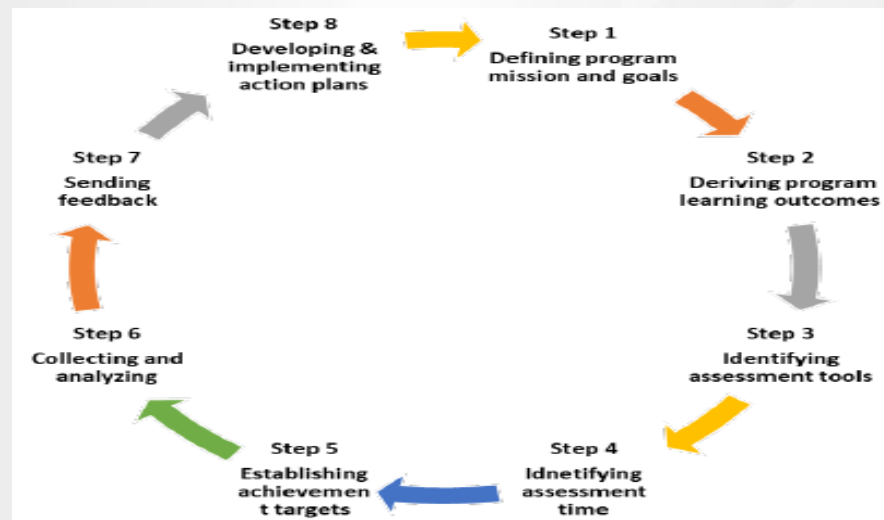 Step 1
Defining program
mission and goals
Step 2
Deriving program
learning outcomes
Step 3
Identifying
assessment tools
Step 4
Idnetifying
assessment
time
Step 5
Establishing
achievemen
t targets
Step 6
Collecting and
analyzing
Step 7
Sending
feedback
Step 8
Developing &
implementing
action plans